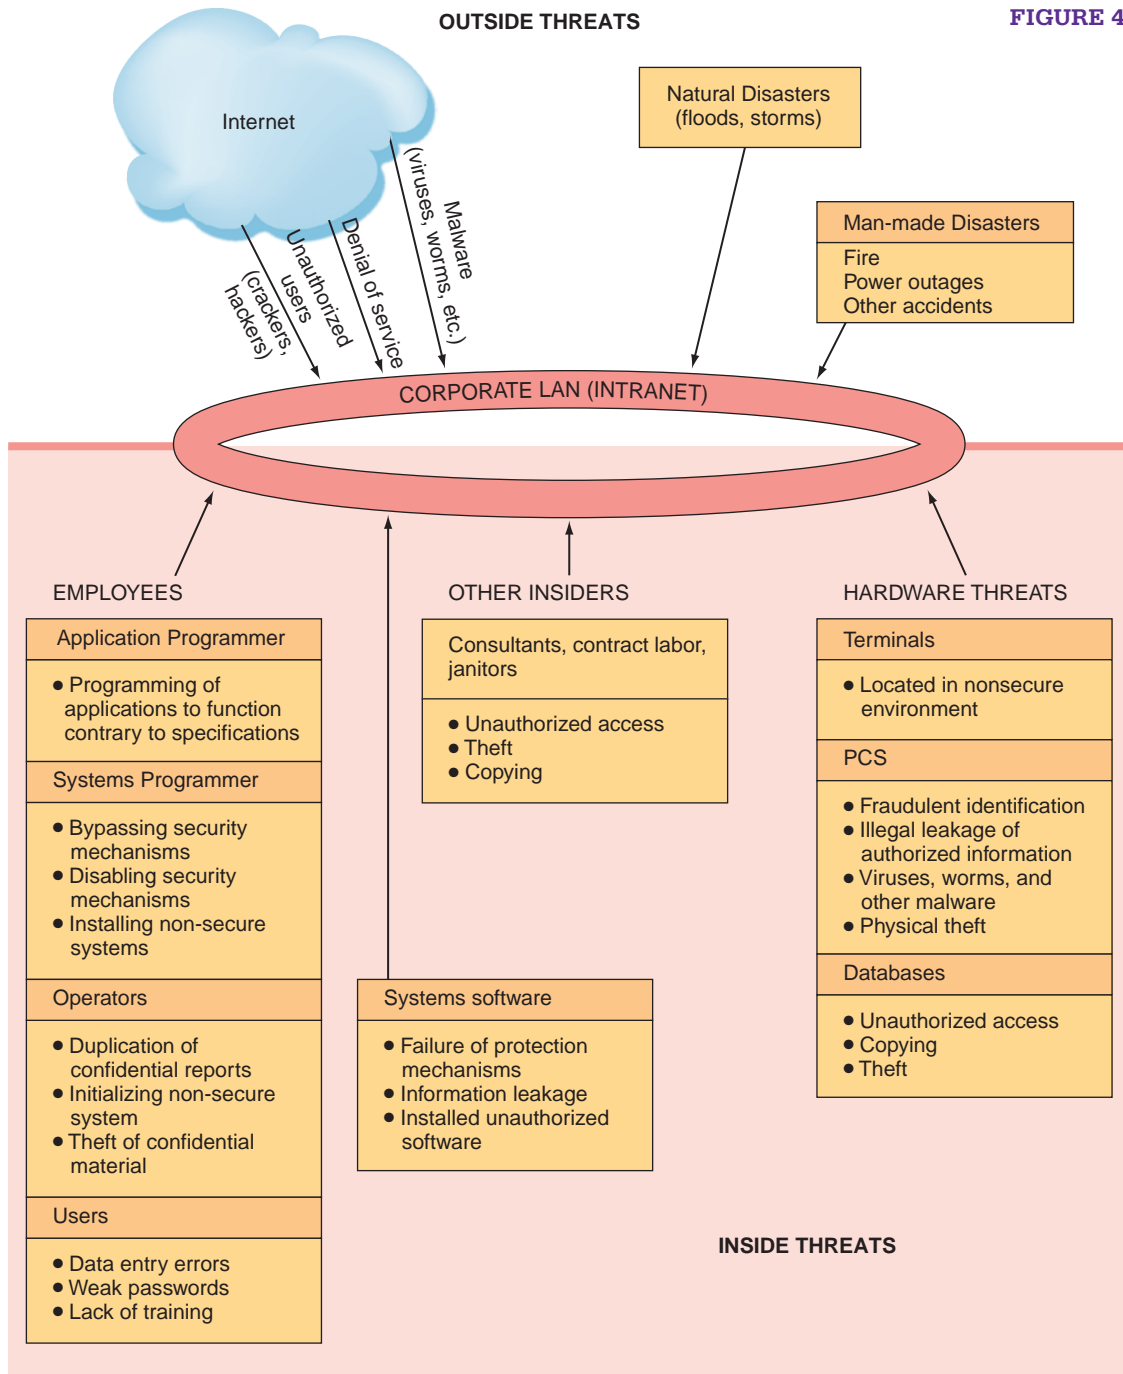 OUTSIDE THREATS
FIGURE 4
Internet
Natural Disasters
(floods, storms)
Man-made Disasters
Fire
Power outages
Other accidents
Unauthorized
users
(crackers,
hackers)
Denial of service
Malware
(viruses, worms, etc.)
CORPORATE LAN (INTRANET)
EMPLOYEES
Application Programmer
• Programming of
applications to function
contrary to specifications
Systems Programmer
• Bypassing security
mechanisms
• Disabling security
mechanisms
• Installing non-secure
systems
Operators
• Duplication of
confidential reports
• Initializing non-secure
system
• Theft of confidential
material
Users
• Data entry errors
• Weak passwords
• Lack of training
OTHER INSIDERS
Consultants, contract labor,
janitors
• Unauthorized access
• Theft
• Copying
Systems software
• Failure of protection
mechanisms
• Information leakage
• Installed unauthorized
software
HARDWARE THREATS
Terminals
• Located in nonsecure
environment
PCS
• Fraudulent identification
• Illegal leakage of
authorized information
• Viruses, worms, and
other malware
• Physical theft
Databases
• Unauthorized access
• Copying
• Theft
INSIDE THREATS